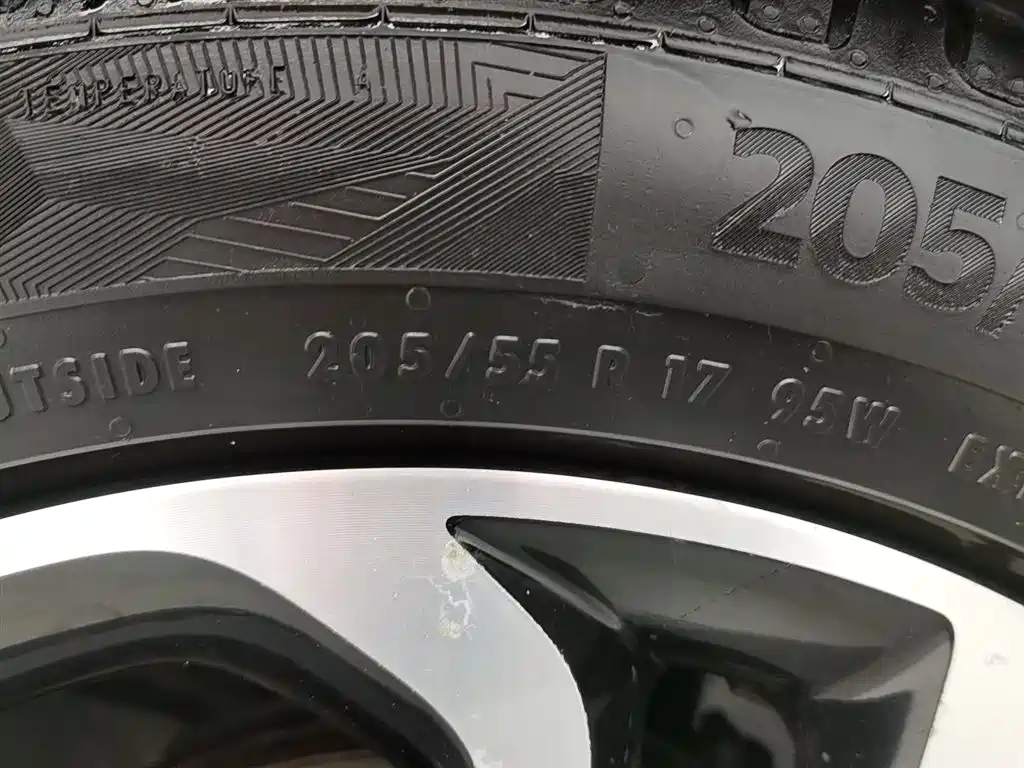 TEMPERATURE A
205/
OUTSIDE 205/55 R 17 95W